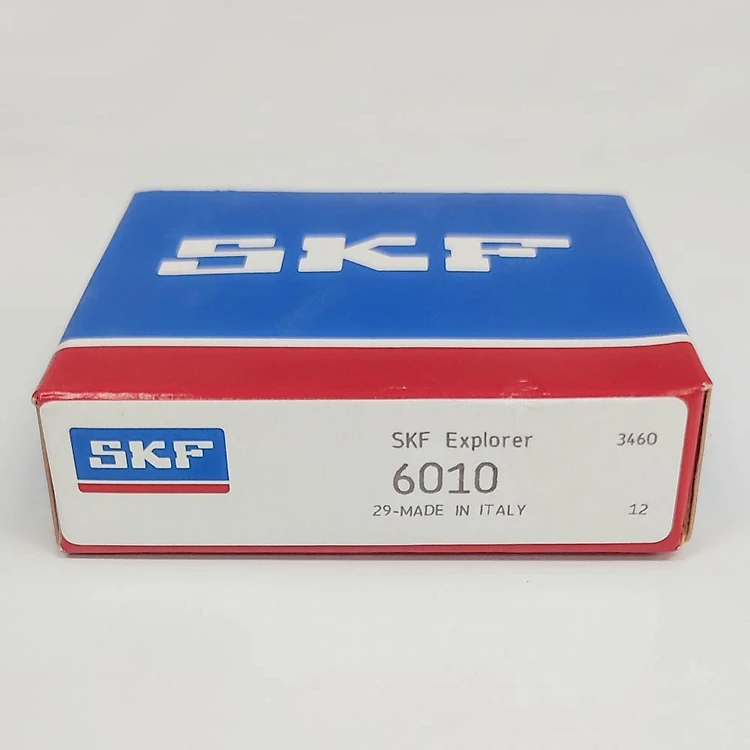 SKF
SKF
SKF Explorer
3460
6010
29-MADE IN ITALY
12